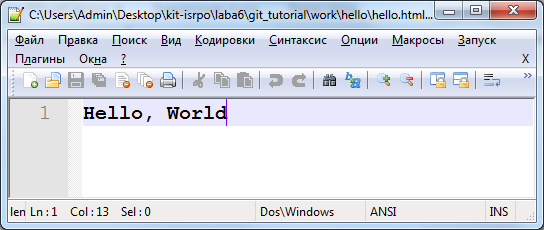 C:\Users\Admin\Desktop\kit-isrpo\laba6\git_tutorial\work\hello\hello.html...
Файл Правка Поиск Вид Кодировки Синтаксис Опции Макросы Запуск
Плагины Окна ? X
1 Hello, World
len Ln : 1 Col : 13 Sel : 0 Dos\Windows ANSI INS